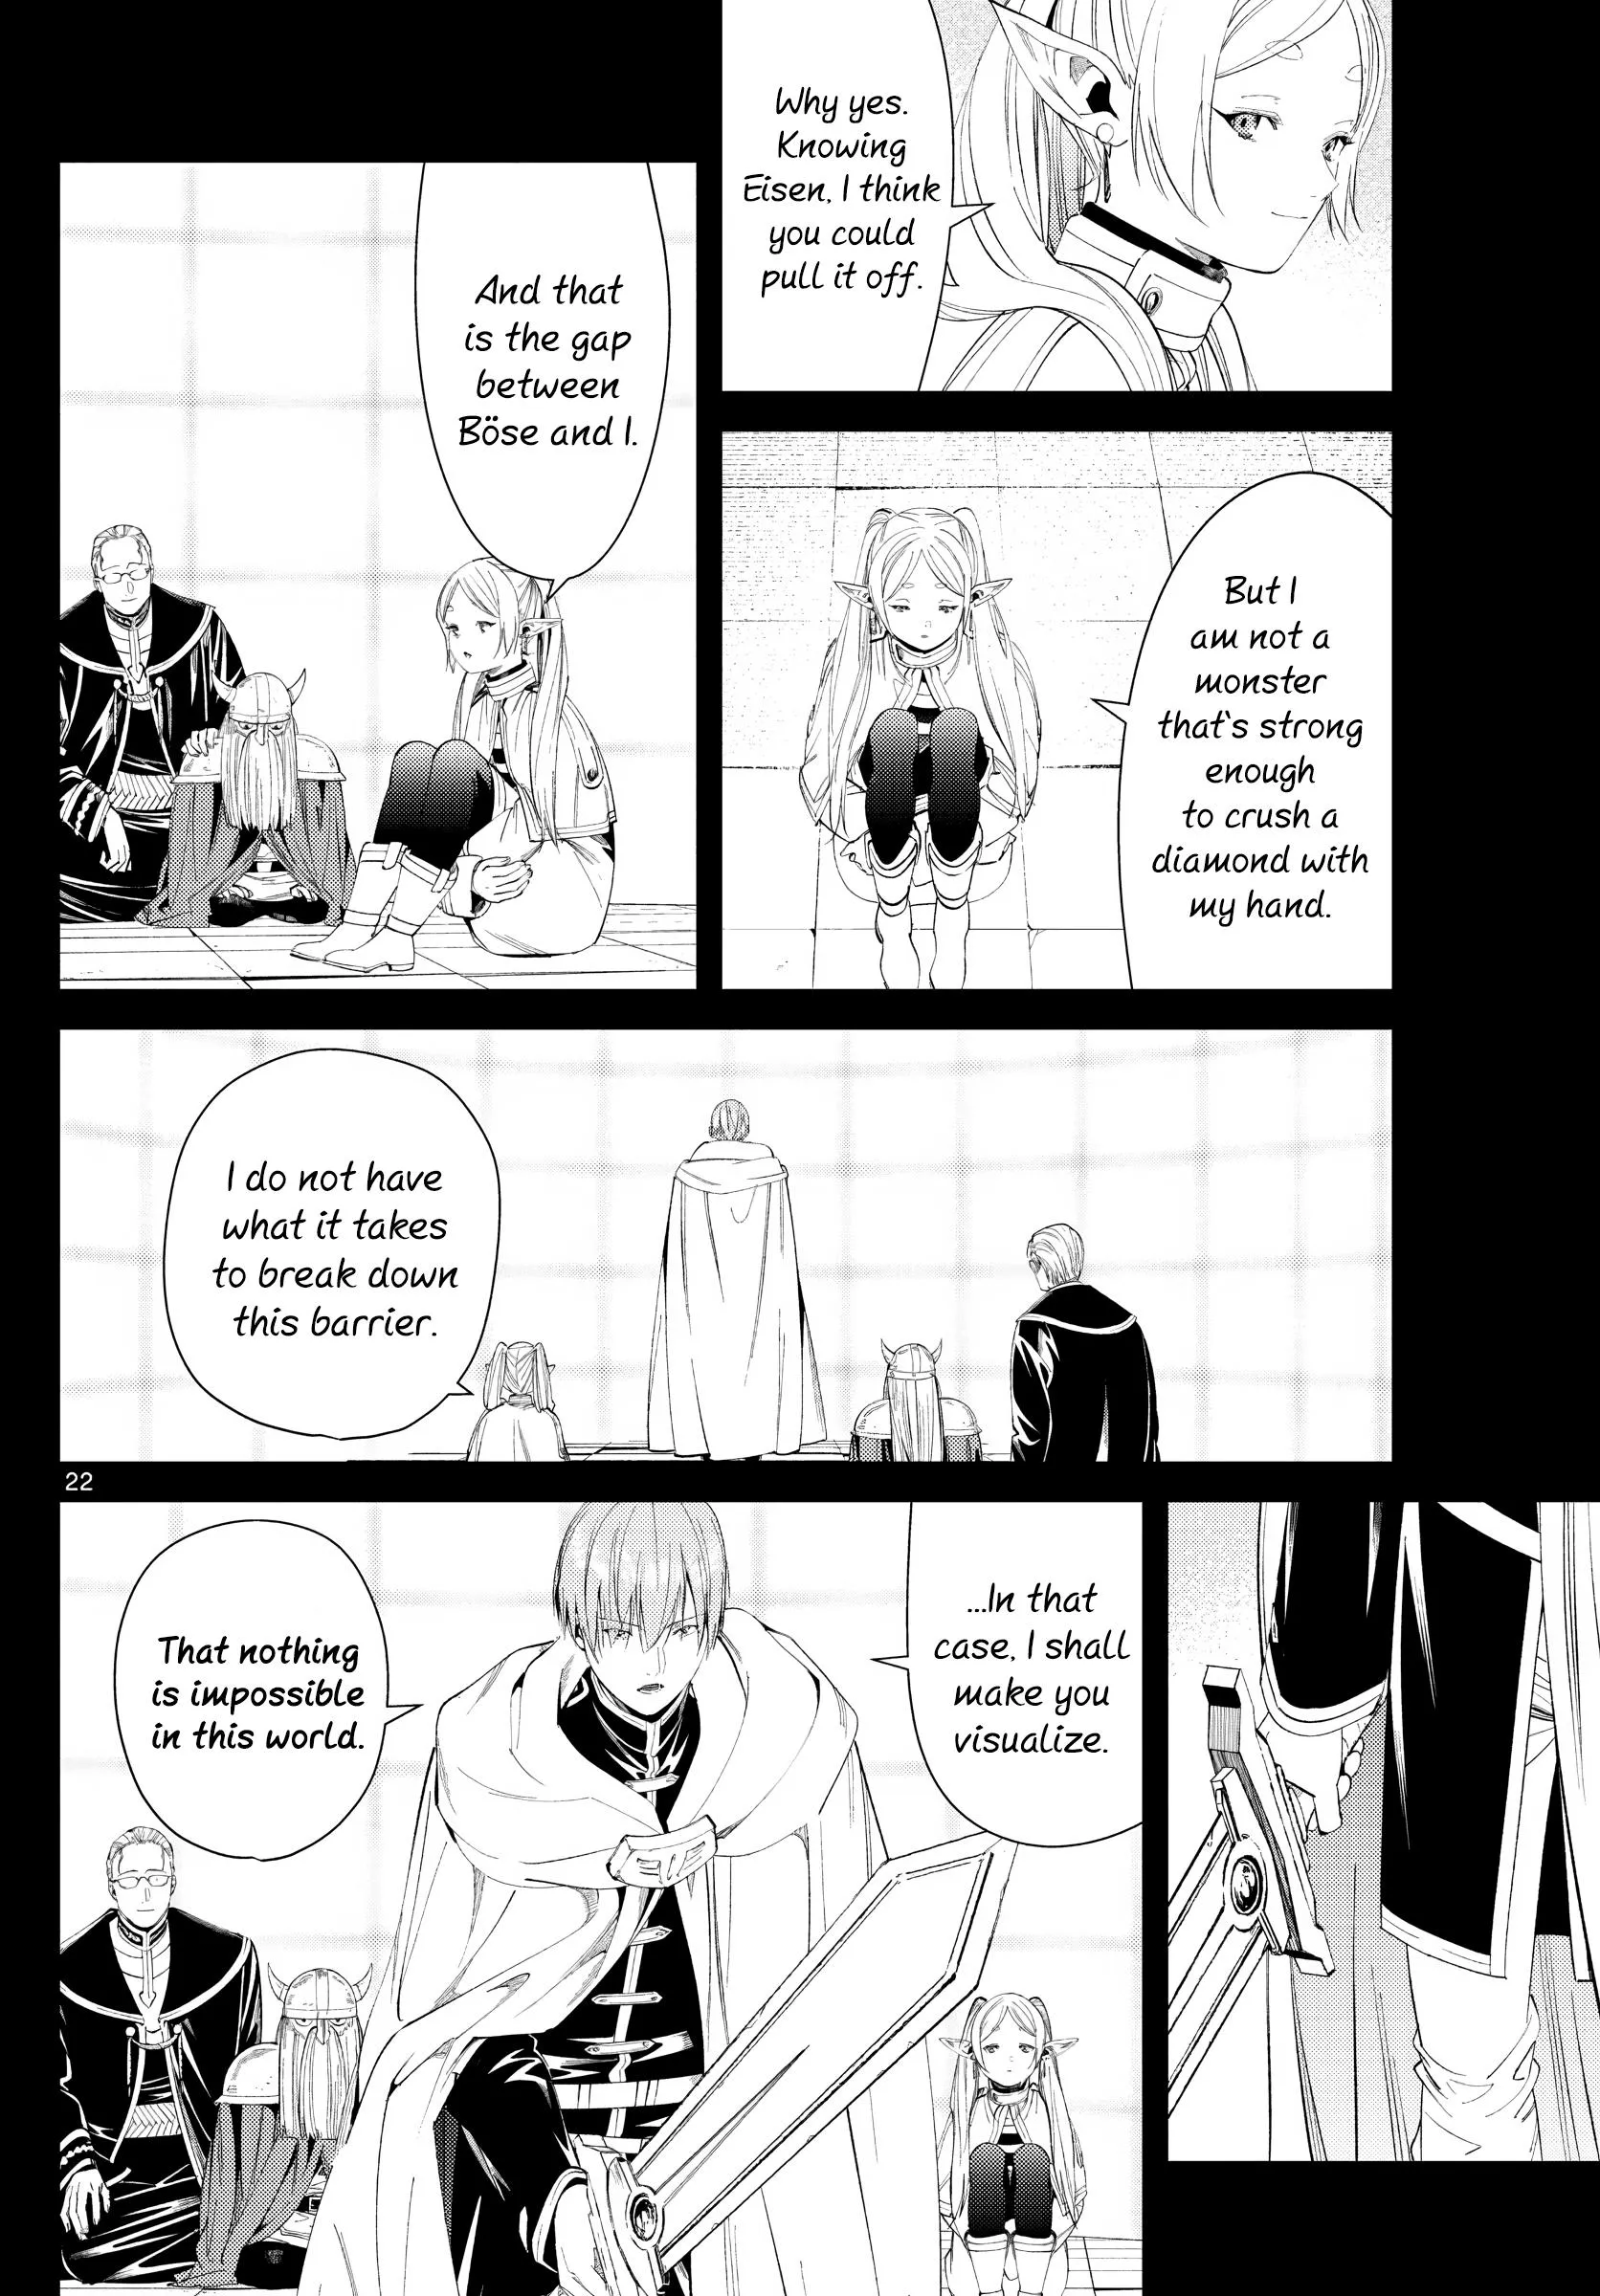 Why yes.
Knowing
Eisen, I think
you could
pull it off.
But I
am not a
monster
that's strong
enough
to crush a
diamond with
my hand.
And that
is the gap
between
Böse and I.
I do not have
what it takes
to break down
this barrier.
22
...In that
case, I shall
make you
visualize.
That nothing
is impossible
in this world.